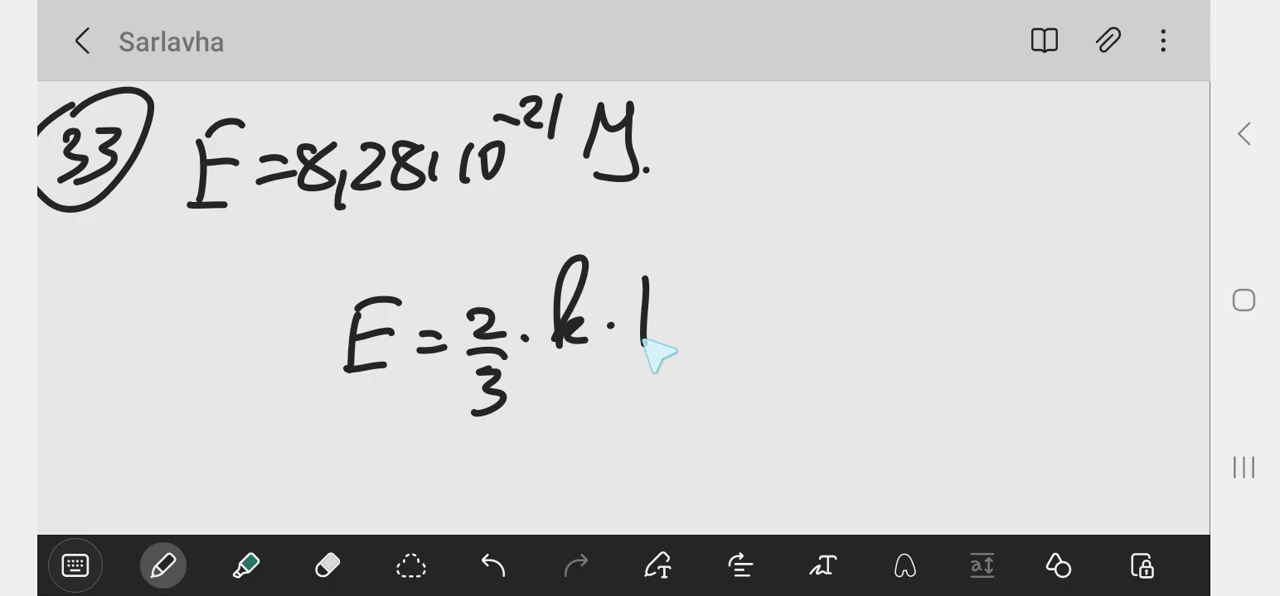 Sarlavha
33 E = 8,28 · 10^-21 J.
E = 2/3 · k ·